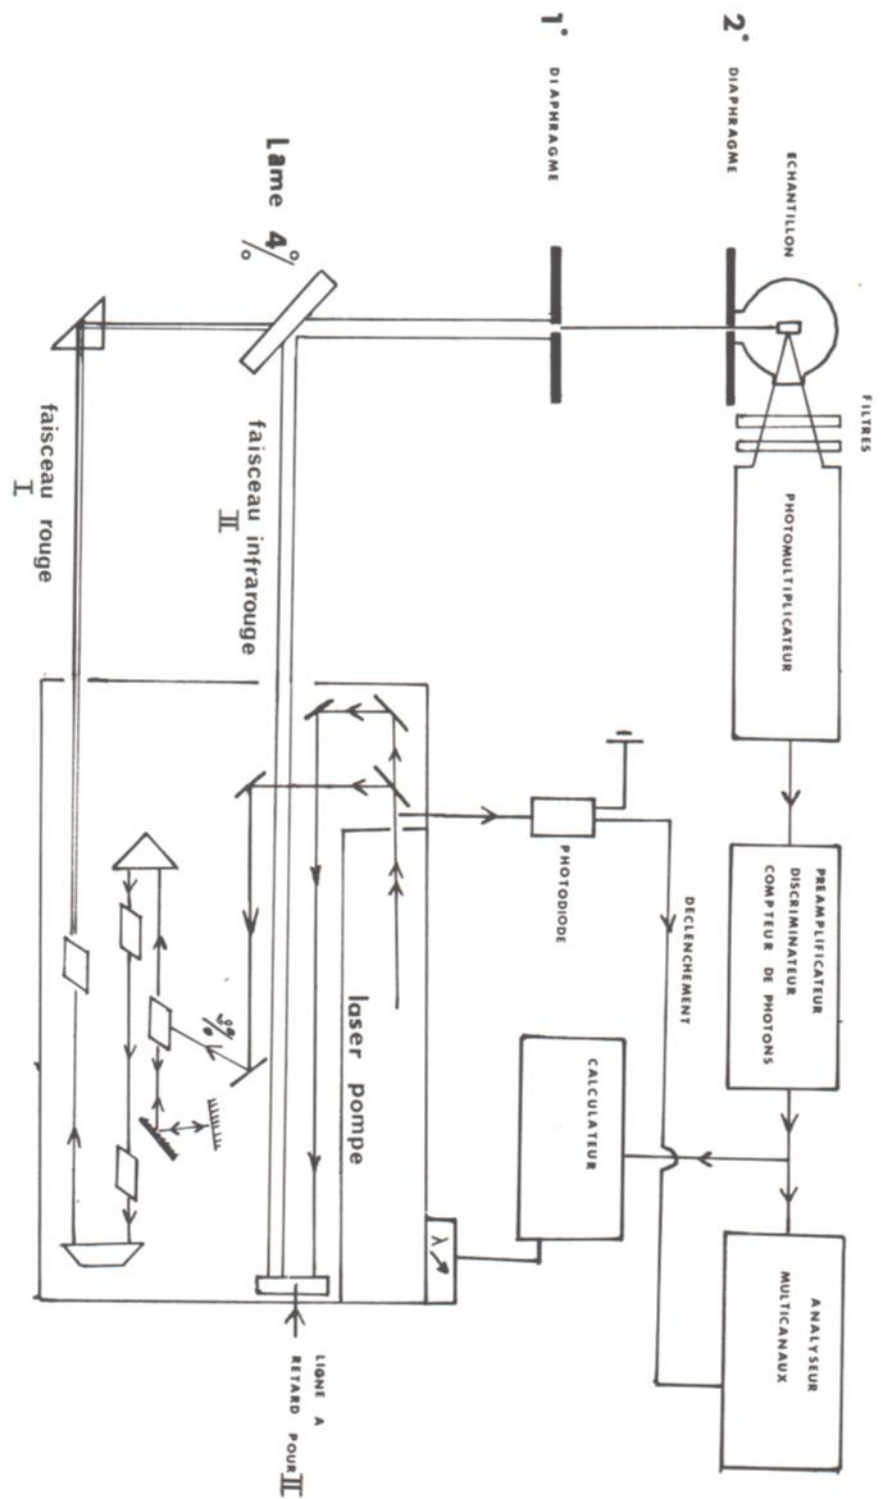 FILTRES
ECHANTILLON
PHOTOMULTIPLICATEUR
PREAMPLIFICATEUR
DISCRIMINATEUR
COMPTEUR DE PHOTONS
ANALYSEUR
MULTICANAUX
2° DIAPHRAGME
DECLENCHEMENT
CALCULATEUR
1° DIAPHRAGME
PHOTODIODE
λ
laser pompe
LIGNE A
RETARD POUR II
Lame 4%
faisceau infrarouge
II
faisceau rouge
I